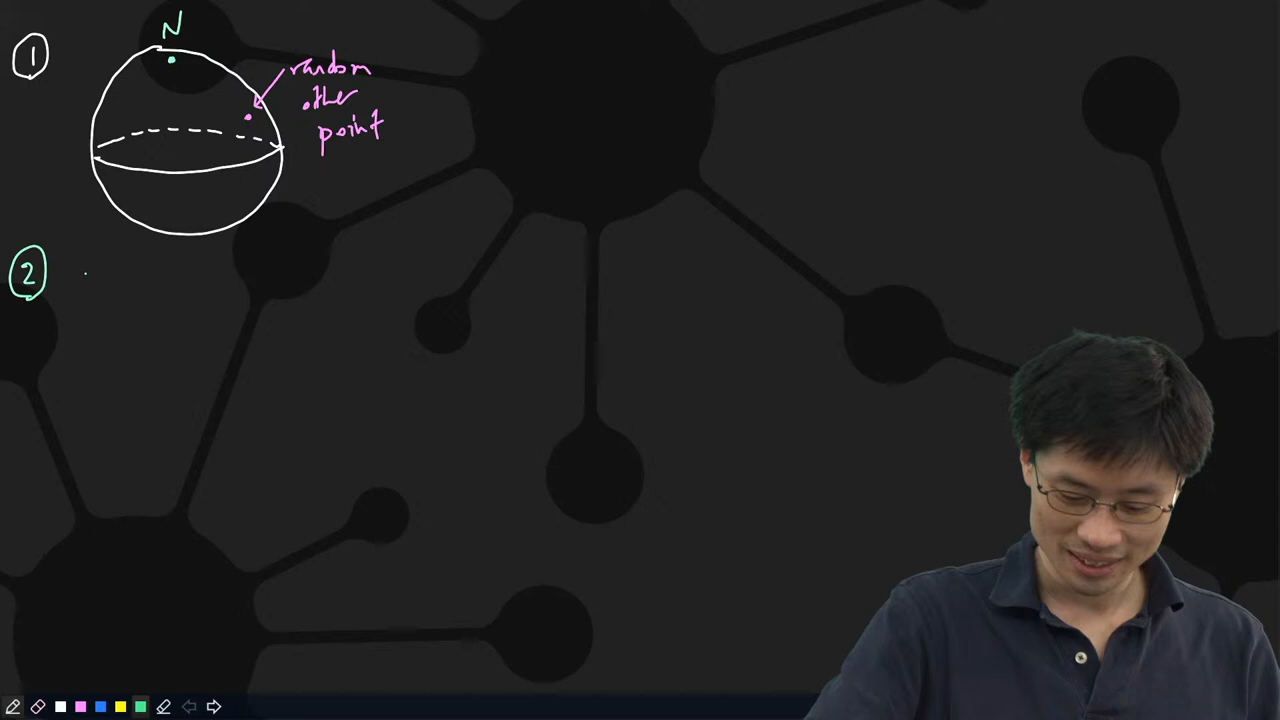 ① N
random
other
point
②